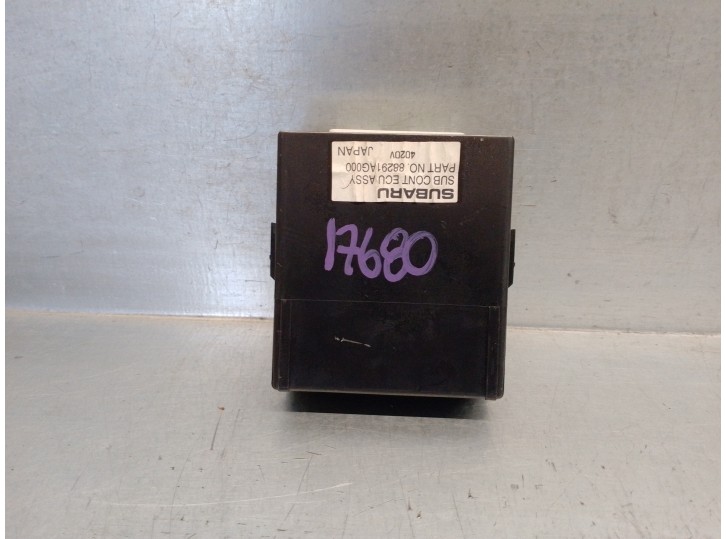 SUBARU
SUB CONT ECU ASSY
PART NO. 88291AG000
4020V JAPAN
17680